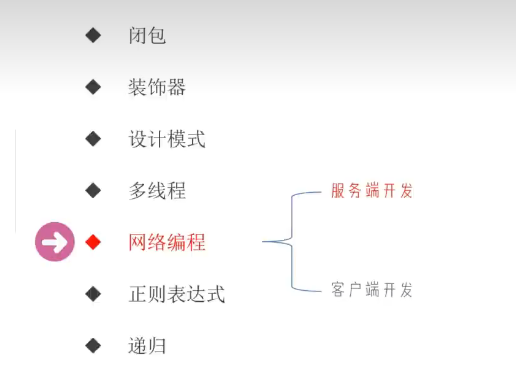 闭包
装饰器
设计模式
多线程
服务端开发
网络编程
客户端开发
正则表达式
递归